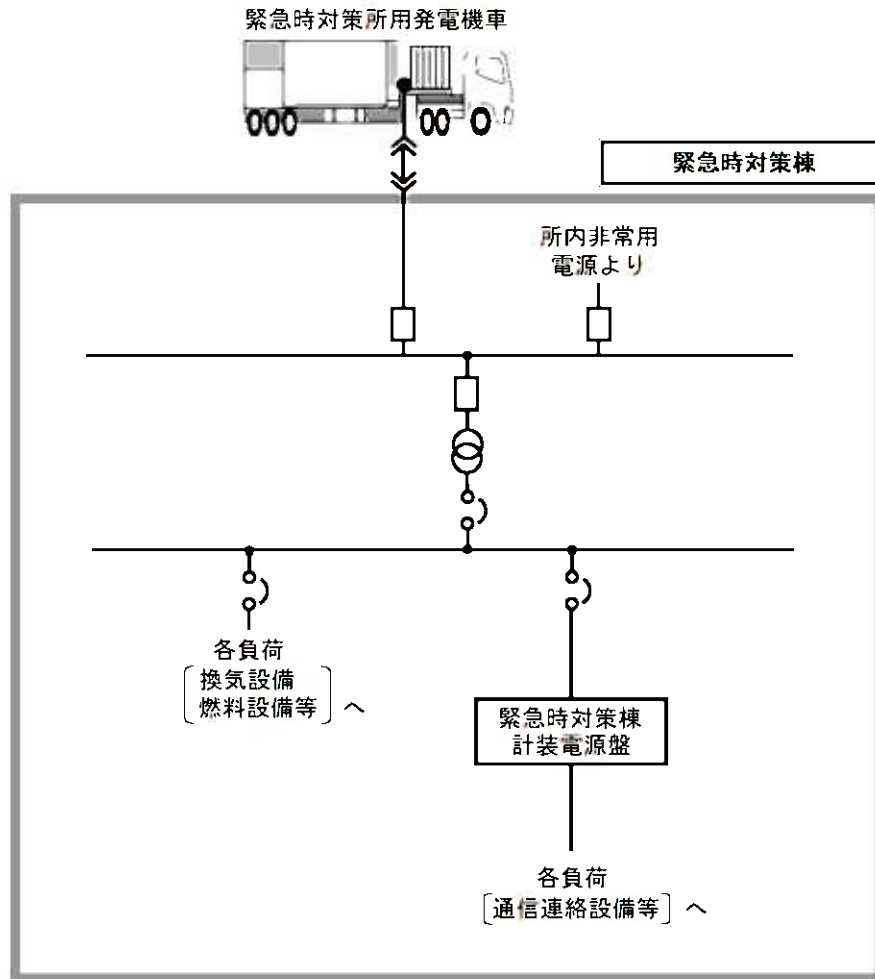 緊急時対策所用発電機車
緊急時対策棟
所内非常用
電源より
各負荷
換気設備
燃料設備等 へ
緊急時対策棟
計装電源盤
各負荷
[通信連絡設備等] へ